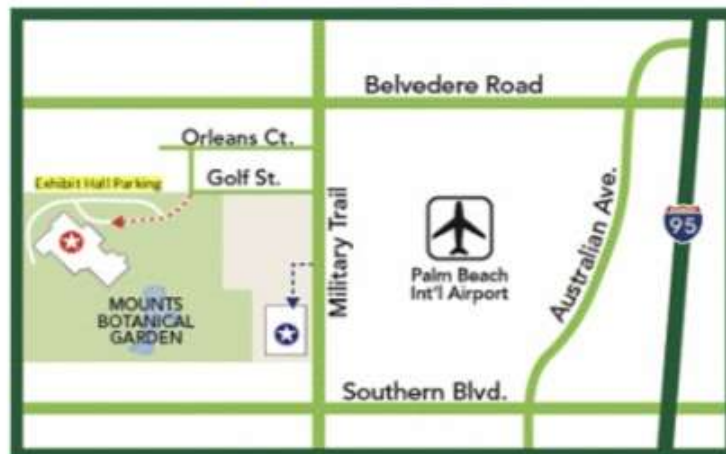 Belvedere Road
Orleans Ct.
Exhibit Hall Parking
Golf St.
Military Trail
Australian Ave.
95
Palm Beach
Int'l Airport
MOUNTS
BOTANICAL
GARDEN
Southern Blvd.